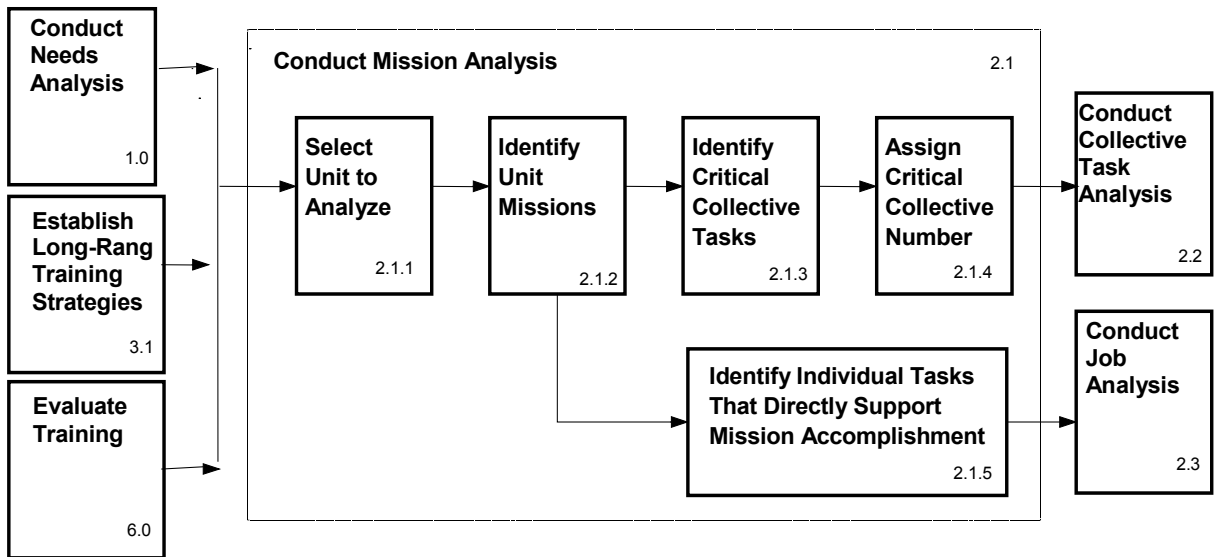 Conduct
Needs
Analysis
1.0
Establish
Long-Rang
Training
Strategies
3.1
Evaluate
Training
6.0
Conduct Mission Analysis
2.1
Select
Unit to
Analyze
2.1.1
Identify
Unit
Missions
2.1.2
Identify
Critical
Collective
Tasks
2.1.3
Assign
Critical
Collective
Number
2.1.4
Identify Individual Tasks
That Directly Support
Mission Accomplishment
2.1.5
Conduct
Collective
Task
Analysis
2.2
Conduct
Job
Analysis
2.3